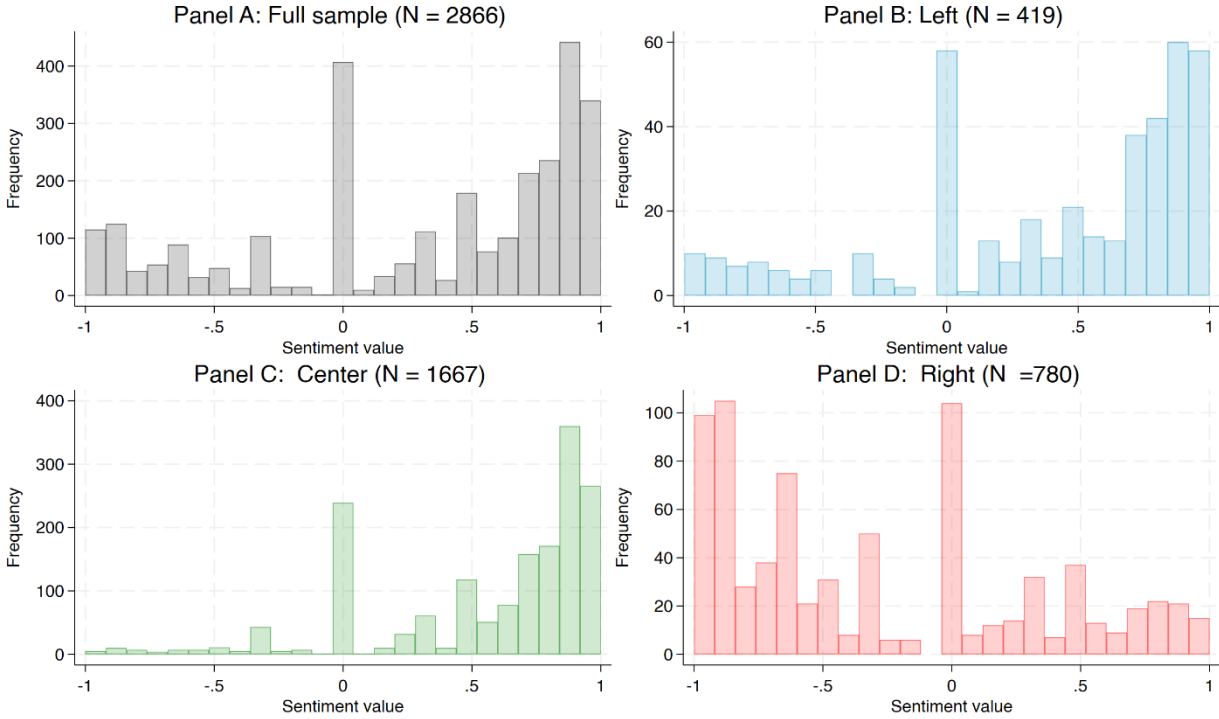 Panel A: Full sample (N = 2866)
Frequency
400
300
200
100
0
-1 -.5 0 .5 1
Sentiment value
Panel B: Left (N = 419)
Frequency
60
40
20
0
-1 -.5 0 .5 1
Sentiment value
Panel C:  Center (N = 1667)
Frequency
400
300
200
100
0
-1 -.5 0 .5 1
Sentiment value
Panel D:  Right (N  =780)
Frequency
100
80
60
40
20
0
-1 -.5 0 .5 1
Sentiment value